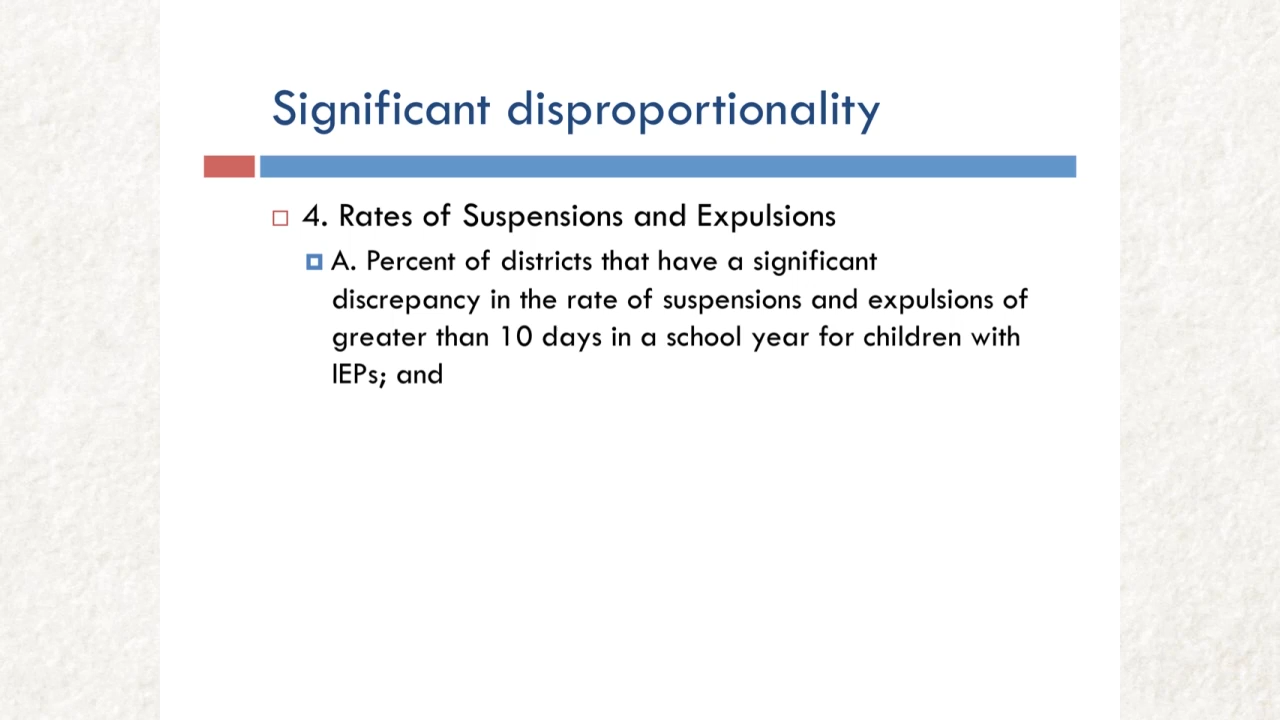 Significant disproportionality
4. Rates of Suspensions and Expulsions
A. Percent of districts that have a significant
discrepancy in the rate of suspensions and expulsions of
greater than 10 days in a school year for children with
IEPs; and